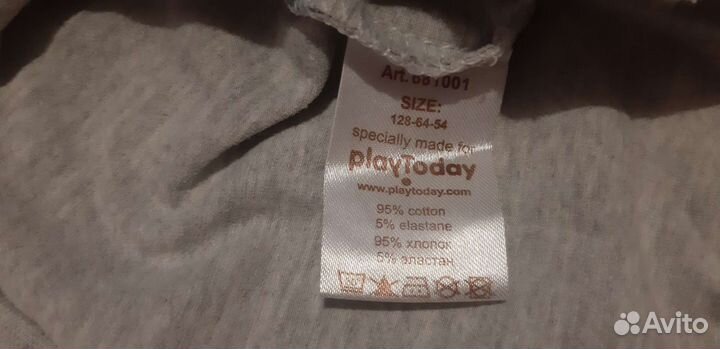 Art. 681001
SIZE:
128-64-54
specially made for
playToday
www.playtoday.com
95% cotton
5% elastane
95% хлопок
5% эластан
Avito